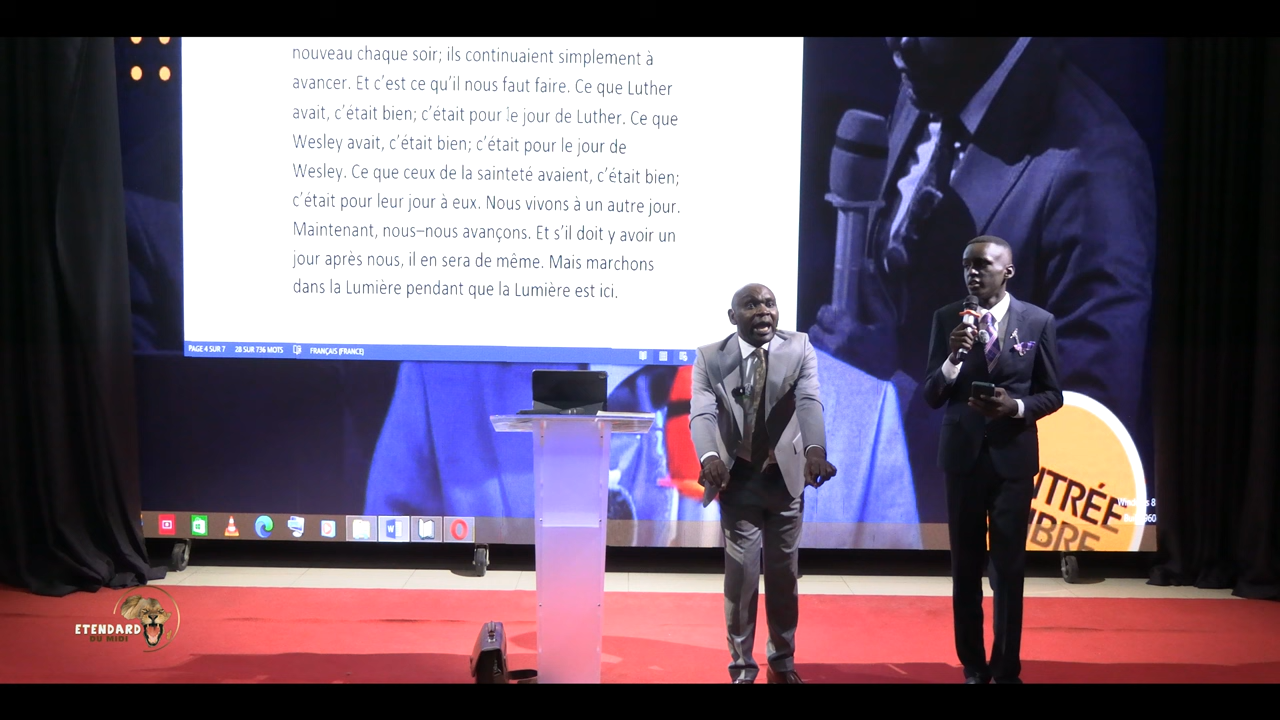 nouveau chaque soir; ils continuaient simplement à
avancer. Et c'est ce qu'il nous faut faire. Ce que Luther
avait, c'était bien; c'était pour le jour de Luther. Ce que
Wesley avait, c'était bien; c'était pour le jour de
Wesley. Ce que ceux de la sainteté avaient, c'était bien;
c'était pour leur jour à eux. Nous vivons à un autre jour.
Maintenant, nous–nous avançons. Et s'il doit y avoir un
jour après nous, il en sera de même. Mais marchons
dans la Lumière pendant que la Lumière est ici.
PAGE 4 SUR 7 28 SUR 736 MOTS FRANÇAIS (FRANCE)
NTRÉE
IBRE
ETENDARD
DU MIDI